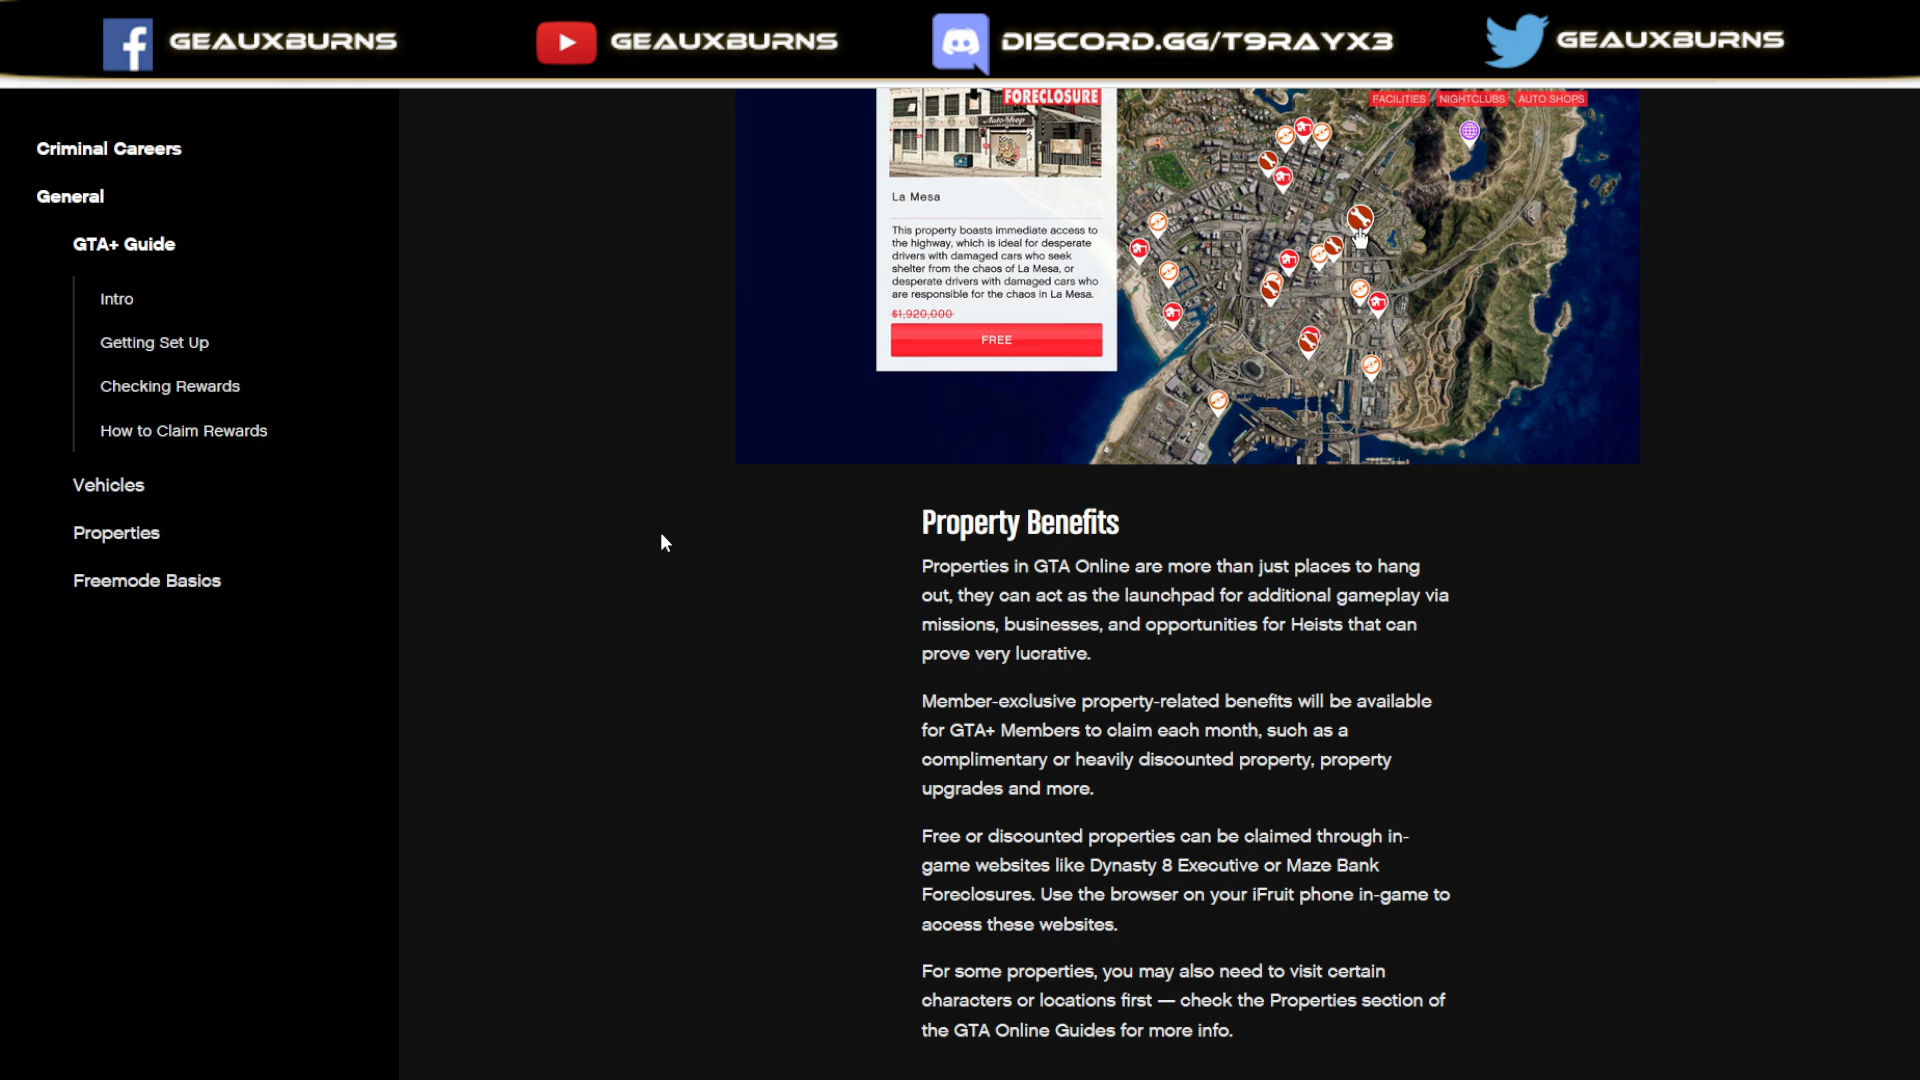 GEAUXBURNS
GEAUXBURNS
DISCORD.GG/T9RAYX3
GEAUXBURNS
Criminal Careers
General
GTA+ Guide
Intro
Getting Set Up
Checking Rewards
How to Claim Rewards
Vehicles
Properties
Freemode Basics
FORECLOSURE
AutoShop
La Mesa
This property boasts immediate access to
the highway, which is ideal for desperate
drivers with damaged cars who seek
shelter from the chaos of La Mesa, or
desperate drivers with damaged cars who
are responsible for the chaos in La Mesa.
$1,920,000
FREE
FACILITIES
NIGHTCLUBS
AUTO SHOPS
Property Benefits
Properties in GTA Online are more than just places to hang
out, they can act as the launchpad for additional gameplay via
missions, businesses, and opportunities for Heists that can
prove very lucrative.
Member-exclusive property-related benefits will be available
for GTA+ Members to claim each month, such as a
complimentary or heavily discounted property, property
upgrades and more.
Free or discounted properties can be claimed through in-
game websites like Dynasty 8 Executive or Maze Bank
Foreclosures. Use the browser on your iFruit phone in-game to
access these websites.
For some properties, you may also need to visit certain
characters or locations first — check the Properties section of
the GTA Online Guides for more info.